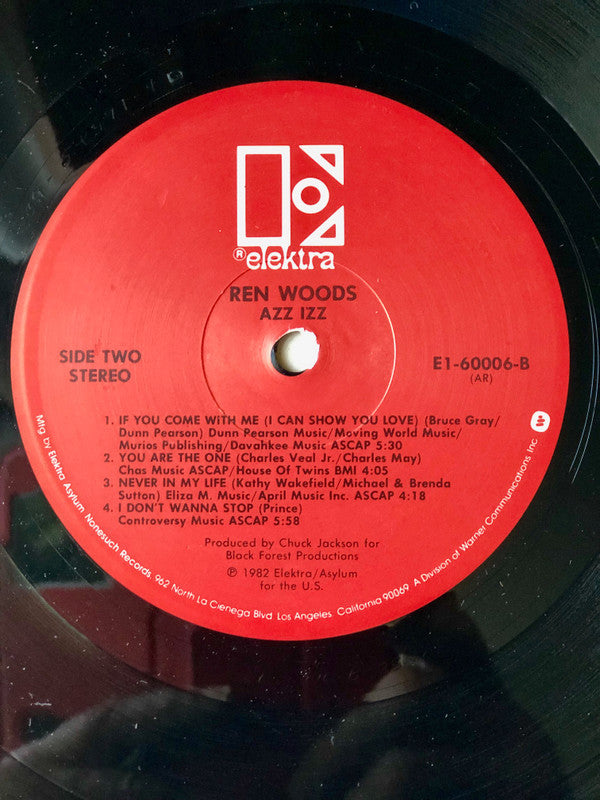 ® elektra
REN WOODS
AZZ IZZ
SIDE TWO
STEREO
E1-60006-B
(AR)
1. IF YOU COME WiTH ME (I CAN SHOW YOU LOVE) (Bruce Gray/
Dunn Pearson) Dunn Pearson Music/Moving World Music/
Murios Publishing/Davahkee Music ASCAP 5:30
2. YOU ARE THE ONE (Charles Veal Jr./Charles May)
Chas Music ASCAP/House Of Twins BMI 4:05
3. NEVER IN MY LIFE (Kathy Wakefield/Michael & Brenda
Sutton) Eliza M. Music/April Music Inc. ASCAP 4:18
4. I DON'T WANNA STOP (Prince)
Controversy Music ASCAP 5:58
Produced by Chuck Jackson for
Black Forest Productions
℗ 1982 Elektra/Asylum
for the U.S.
Mfg by Elektra Asylum Nonesuch Records, 962 North La Cienega Blvd. Los Angeles, California 90069 A Division of Warner Communications Inc